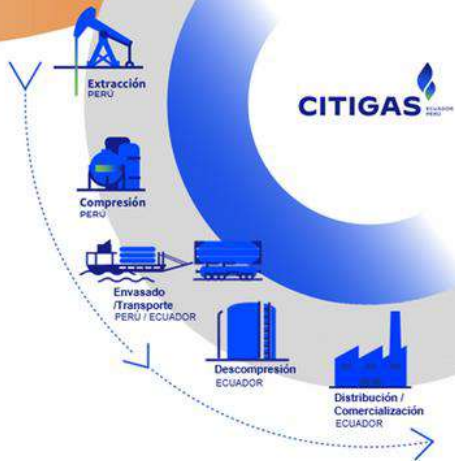 Extracción
PERÚ
CITIGAS
ECUADOR
PERÚ
Compresión
PERÚ
Envasado
/Transporte
PERÚ / ECUADOR
Descompresión
ECUADOR
Distribución /
Comercialización
ECUADOR